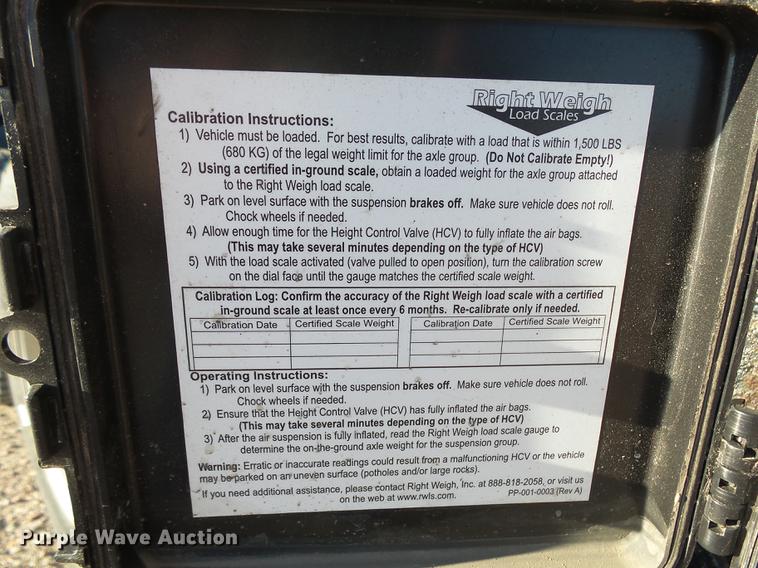 Right Weigh
Load Scales
Calibration Instructions:
1) Vehicle must be loaded. For best results, calibrate with a load that is within 1,500 LBS
(680 KG) of the legal weight limit for the axle group. (Do Not Calibrate Empty!)
2) Using a certified in-ground scale, obtain a loaded weight for the axle group attached
to the Right Weigh load scale.
3) Park on level surface with the suspension brakes off. Make sure vehicle does not roll.
Chock wheels if needed.
4) Allow enough time for the Height Control Valve (HCV) to fully inflate the air bags.
(This may take several minutes depending on the type of HCV)
5) With the load scale activated (valve pulled to open position), turn the calibration screw
on the dial face until the gauge matches the certified scale weight.
Calibration Log: Confirm the accuracy of the Right Weigh load scale with a certified
in-ground scale at least once every 6 months. Re-calibrate only if needed.
Calibration Date Certified Scale Weight Calibration Date Certified Scale Weight
Operating Instructions:
1) Park on level surface with the suspension brakes off. Make sure vehicle does not roll.
Chock wheels if needed.
2) Ensure that the Height Control Valve (HCV) has fully inflated the air bags.
(This may take several minutes depending on the type of HCV)
3) After the air suspension is fully inflated, read the Right Weigh load scale gauge to
determine the on-the-ground axle weight for the suspension group.
Warning: Erratic or inaccurate readings could result from a malfunctioning HCV or the vehicle
may be parked on an uneven surface (potholes and/or large rocks).
If you need additional assistance, please contact Right Weigh, Inc. at 888-818-2058, or visit us
on the web at www.rwls.com. PP-001-0003 (Rev A)
Purple Wave Auction